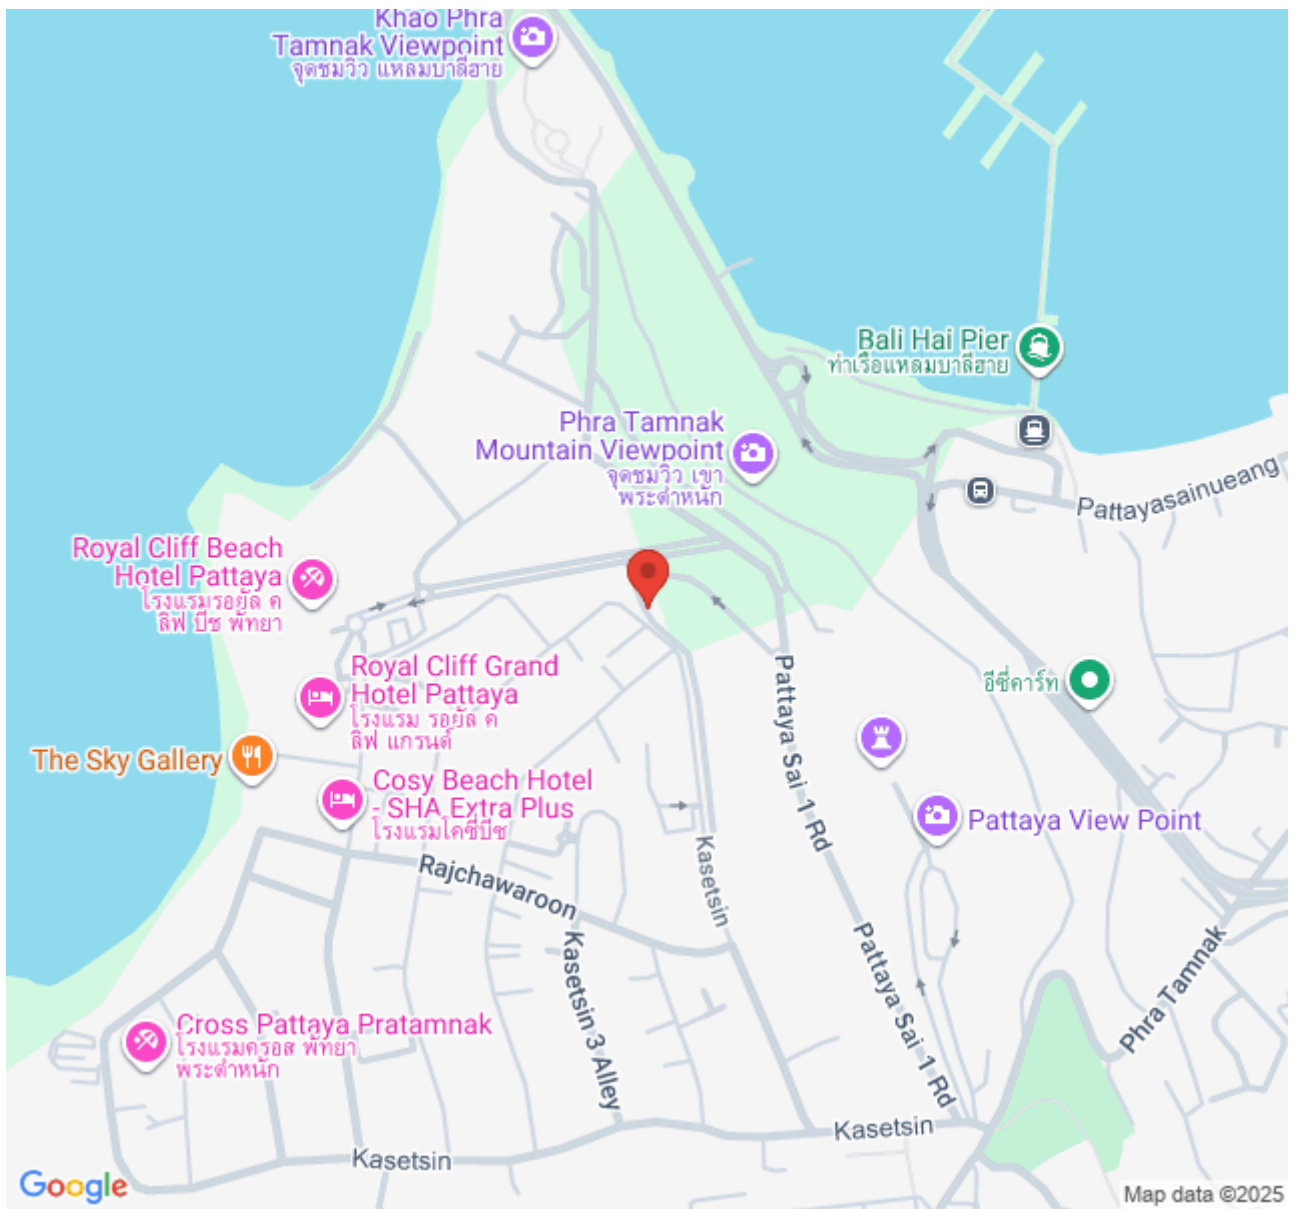 Khao Phra
Tamnak Viewpoint
จุดชมวิว แหลมบาลีฮาย
Bali Hai Pier
ท่าเรือแหลมบาลีฮาย
Phra Tamnak
Mountain Viewpoint
จุดชมวิว เขา
พระตำหนัก
Pattayasainueang
Royal Cliff Beach
Hotel Pattaya
โรงแรมรอยัล ค
ลิฟ บีช พัทยา
Royal Cliff Grand
Hotel Pattaya
โรงแรม รอยัล ค
ลิฟ แกรนด์
อีซี่คาร์ท
Pattaya Sai 1 Rd
The Sky Gallery
Cosy Beach Hotel
- SHA Extra Plus
โรงแรมโคซี่บีช
Pattaya View Point
Rajchawaroon
Kasetsin
Kasetsin 3 Alley
Pattaya Sai 1 Rd
Phra Tamnak
Cross Pattaya Pratamnak
โรงแรมครอส พัทยา
พระตำหนัก
Kasetsin
Kasetsin
Google
Map data ©2025